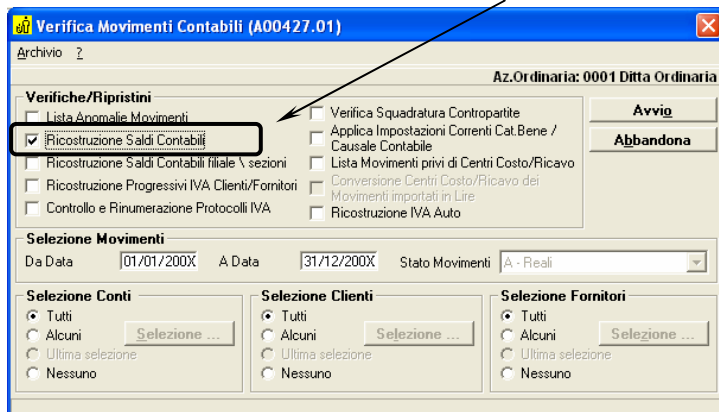 Verifica Movimenti Contabili (A00427.01)
Archivio ?
Az.Ordinaria: 0001 Ditta Ordinaria
Verifiche/Ripristini
Lista Anomalie Movimenti
Ricostruzione Saldi Contabili
Ricostruzione Saldi Contabili filiale \ sezioni
Ricostruzione Progressivi IVA Clienti/Fornitori
Controllo e Rinumerazione Protocolli IVA
Verifica Squadratura Contropartite
Applica Impostazioni Correnti Cat.Bene /
Causale Contabile
Lista Movimenti privi di Centri Costo/Ricavo
Conversione Centri Costo/Ricavo dei
Movimenti importati in Lire
Ricostruzione IVA Auto
Avvio
Abbandona
Selezione Movimenti
Da Data 01/01/200X A Data 31/12/200X Stato Movimenti A - Reali
Selezione Conti
Tutti
Alcuni Selezione ...
Ultima selezione
Nessuno
Selezione Clienti
Tutti
Alcuni Selezione ...
Ultima selezione
Nessuno
Selezione Fornitori
Tutti
Alcuni Selezione ...
Ultima selezione
Nessuno